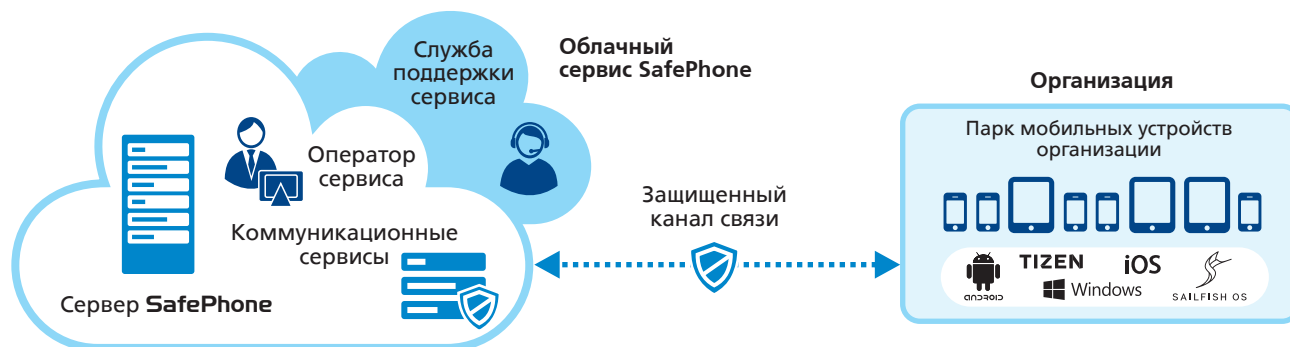 Служба
поддержки
сервиса
Облачный
сервис SafePhone
Оператор
сервиса
Коммуникационные
сервисы
Сервер SafePhone
Защищенный
канал связи
Организация
Парк мобильных устройств
организации
ANDROID
TIZEN
iOS
Windows
SAILFISH OS